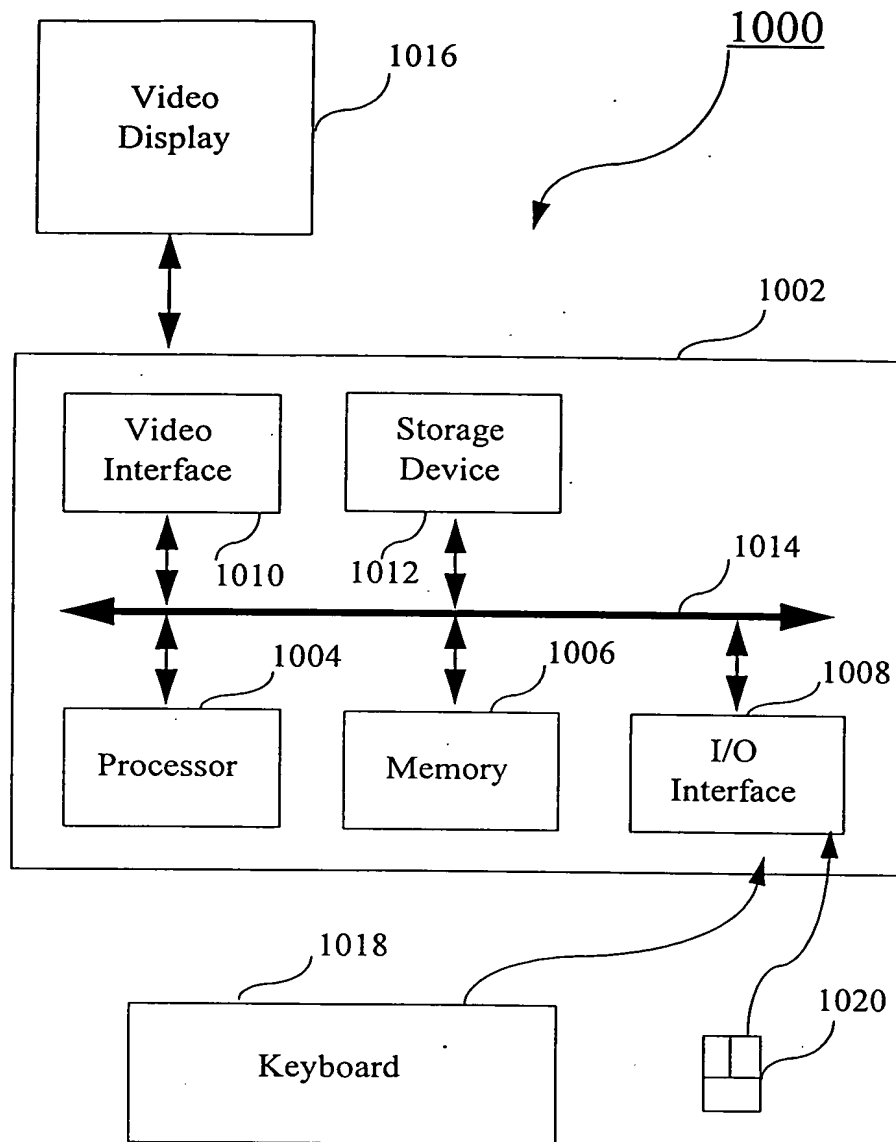 1000
1016
Video
Display
1002
Video
Interface
Storage
Device
1010
1012
1014
1004
1006
1008
Processor
Memory
I/O
Interface
1018
1020
Keyboard